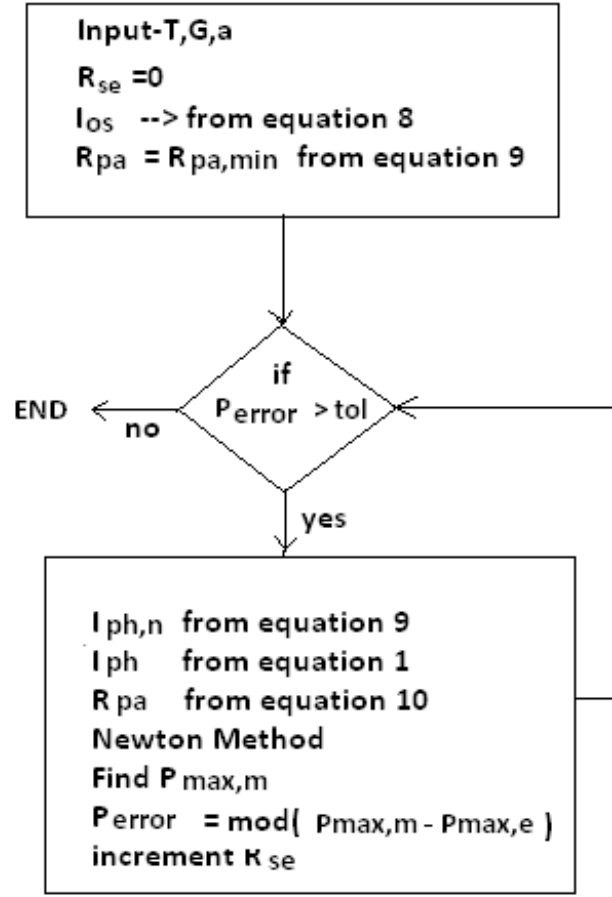 Input-T,G,a
Rse =0
Ios --> from equation 8
Rpa = Rpa,min from equation 9
if
Perror > tol
END
no
yes
Iph,n from equation 9
Iph from equation 1
Rpa from equation 10
Newton Method
Find Pmax,m
Perror = mod( Pmax,m - Pmax,e )
increment Rse